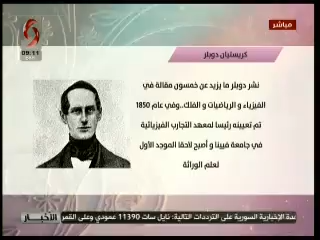 مباشر
09:11
كريستيان دوبلر
نشر دوبلر ما يزيد عن خمسون مقالة في
الفيزياء و الرياضيات و الفلك..وفي عام 1850
تم تعيينه رئيسا لمعهد التجارب الفيزيائية
في جامعة فيينا و أصبح لاحقا الموجد الأول
لعلم الوراثة
الأخبار
عدة الإخبارية السورية على الترددات التالية: نايل سات 11390 عمودي وعلى القمر